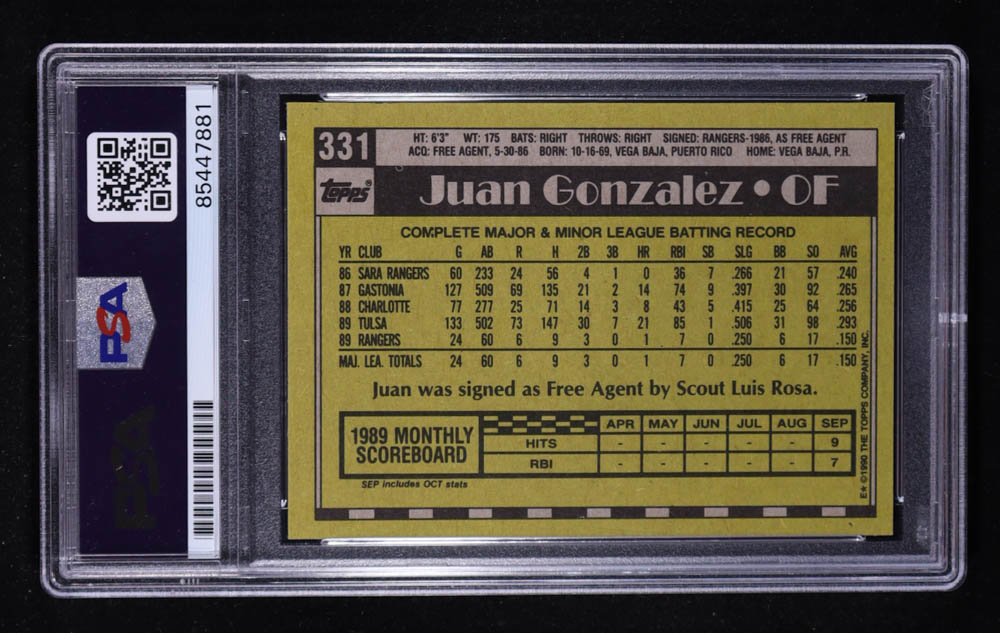 85447881
PSA
PSA
331
HT: 6'3" WT: 175 BATS: RIGHT THROWS: RIGHT SIGNED: RANGERS-1986, AS FREE AGENT
ACQ: FREE AGENT, 5-30-86 BORN: 10-16-69, VEGA BAJA, PUERTO RICO HOME: VEGA BAJA, P.R.
Topps®
Juan Gonzalez • OF
COMPLETE MAJOR & MINOR LEAGUE BATTING RECORD
YR CLUB G AB R H 2B 3B HR RBI SB SLG BB SO AVG
86 SARA RANGERS 60 233 24 56 4 1 0 36 7 .266 21 57 .240
87 GASTONIA 127 509 69 135 21 2 14 74 9 .397 30 92 .265
88 CHARLOTTE 77 277 25 71 14 3 8 43 5 .415 25 64 .256
89 TULSA 133 502 73 147 30 7 21 85 1 .506 31 98 .293
89 RANGERS 24 60 6 9 3 0 1 7 0 .250 6 17 .150
MAJ. LEA. TOTALS 24 60 6 9 3 0 1 7 0 .250 6 17 .150
Juan was signed as Free Agent by Scout Luis Rosa.
1989 MONTHLY
SCOREBOARD
APR MAY JUN JUL AUG SEP
HITS - - - - - 9
RBI - - - - - 7
SEP includes OCT stats
E★ ©1990 THE TOPPS COMPANY, INC.